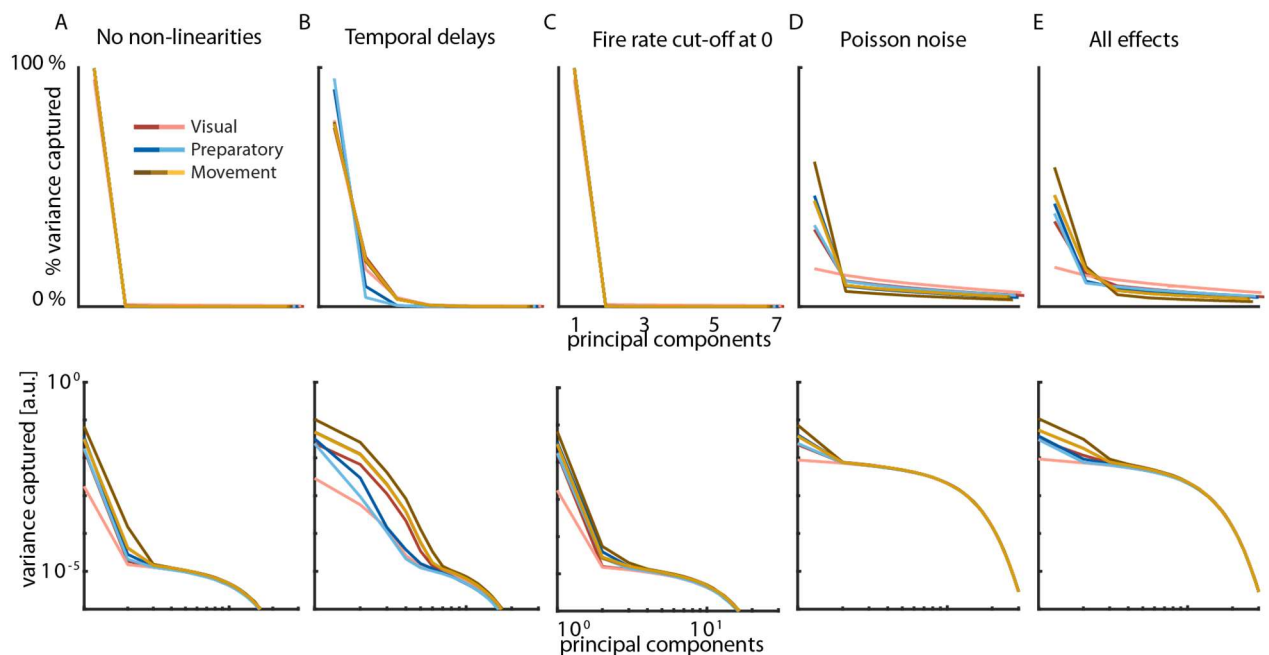 A
No non-linearities
B
Temporal delays
C
Fire rate cut-off at 0
D
Poisson noise
E
All effects
100 %
% variance captured
0 %
Visual
Preparatory
Movement
1
3
5
7
principal components
10⁰
variance captured [a.u.]
10⁻⁵
10⁰
10¹
principal components